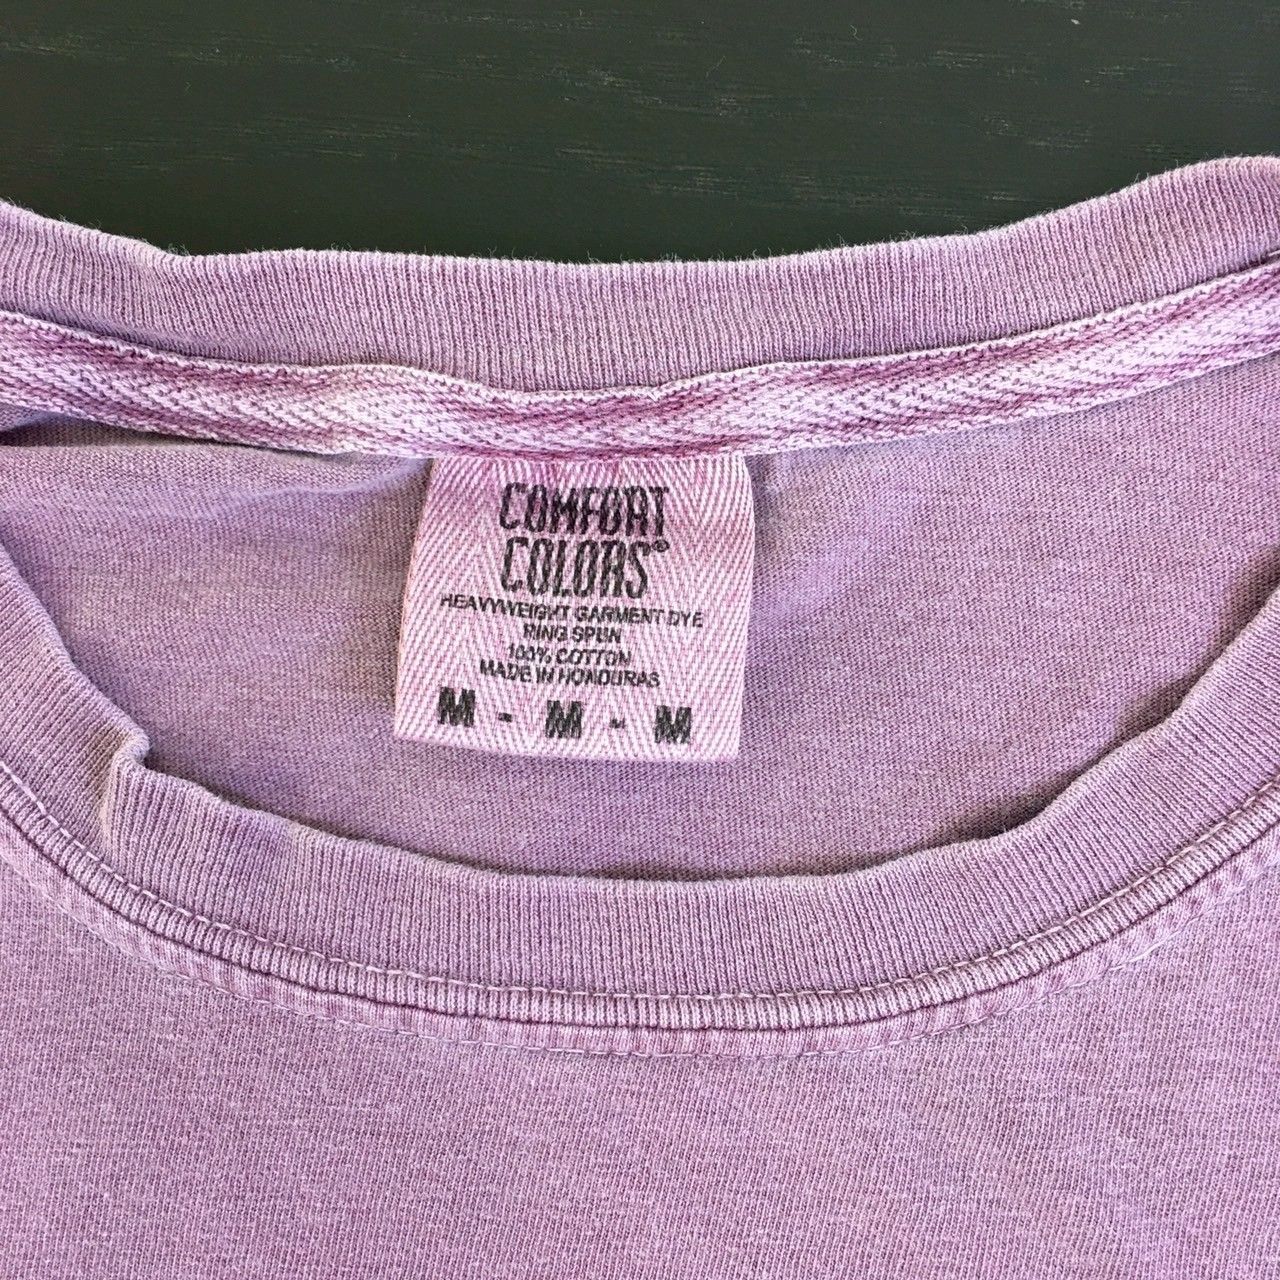 COMFORT
COLORS®
HEAVYWEIGHT GARMENT DYE
RING SPUN
100% COTTON
MADE IN HONDURAS
M - M - M